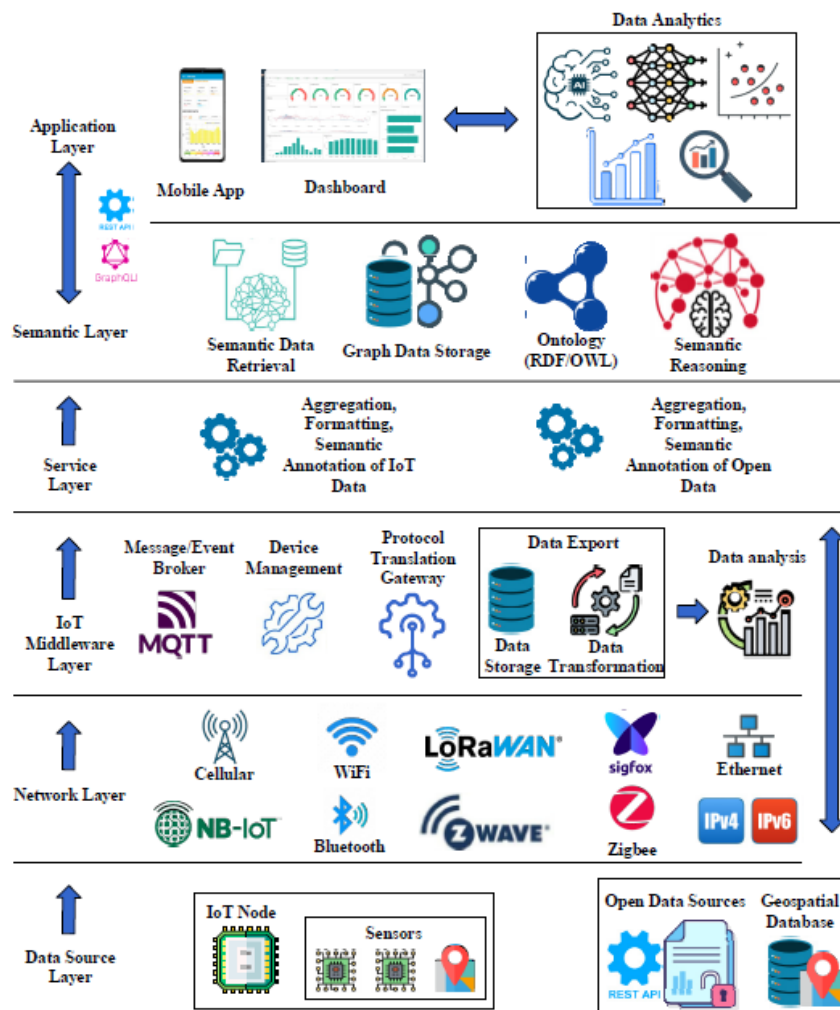 Data Analytics
AI
Application
Layer
Mobile App
Dashboard
REST API
GraphQL
Semantic Layer
Semantic Data
Retrieval
Graph Data Storage
Ontology
(RDF/OWL)
Semantic
Reasoning
Service
Layer
Aggregation,
Formatting,
Semantic
Annotation of IoT
Data
Aggregation,
Formatting,
Semantic
Annotation of Open
Data
IoT
Middleware
Layer
Message/Event
Broker
MQTT
Device
Management
Protocol
Translation
Gateway
Data Export
Data
Storage
Data
Transformation
Data analysis
Network Layer
Cellular
WiFi
LoRaWAN
sigfox
Ethernet
NB-IoT
Bluetooth
Z WAVE
Zigbee
IPv4
IPv6
Data Source
Layer
IoT Node
Sensors
Open Data Sources
REST API
Geospatial
Database